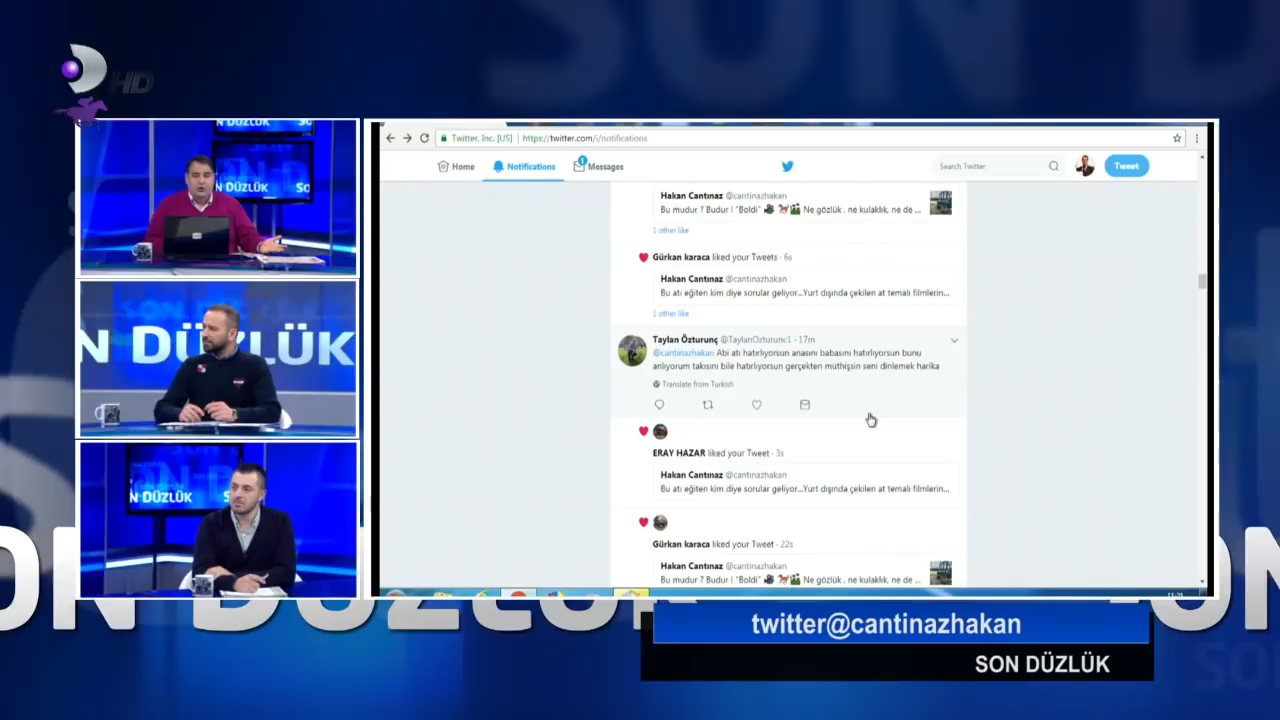 HD
SON DÜZLÜK
N DÜZLÜK
N DÜZLÜK
Twitter, Inc. [US] | https://twitter.com/i/notifications
Home
Notifications
1
Messages
Search Twitter
Tweet
Hakan Cantınaz @cantinazhakan
Bu mudur ? Budur ! "Boldi" Ne gözlük , ne kulaklık, ne de ...
1 other like
Gürkan karaca liked your Tweets · 6s
Hakan Cantınaz @cantinazhakan
Bu atı eğiten kim diye sorular geliyor...Yurt dışında çekilen at temalı filmlerin...
1 other like
Taylan Özturunç @TaylanOzturunc1 · 17m
@cantinazhakan Abi atı hatırlıyorsun anasını babasını hatırlıyorsun bunu
anlıyorum takısını bile hatırlıyorsun gerçekten müthişsin seni dinlemek harika
Translate from Turkish
ERAY HAZAR liked your Tweet · 3s
Hakan Cantınaz @cantinazhakan
Bu atı eğiten kim diye sorular geliyor...Yurt dışında çekilen at temalı filmlerin...
Gürkan karaca liked your Tweet · 22s
Hakan Cantınaz @cantinazhakan
Bu mudur ? Budur ! "Boldi" Ne gözlük , ne kulaklık, ne de ...
twitter@cantinazhakan
SON DÜZLÜK